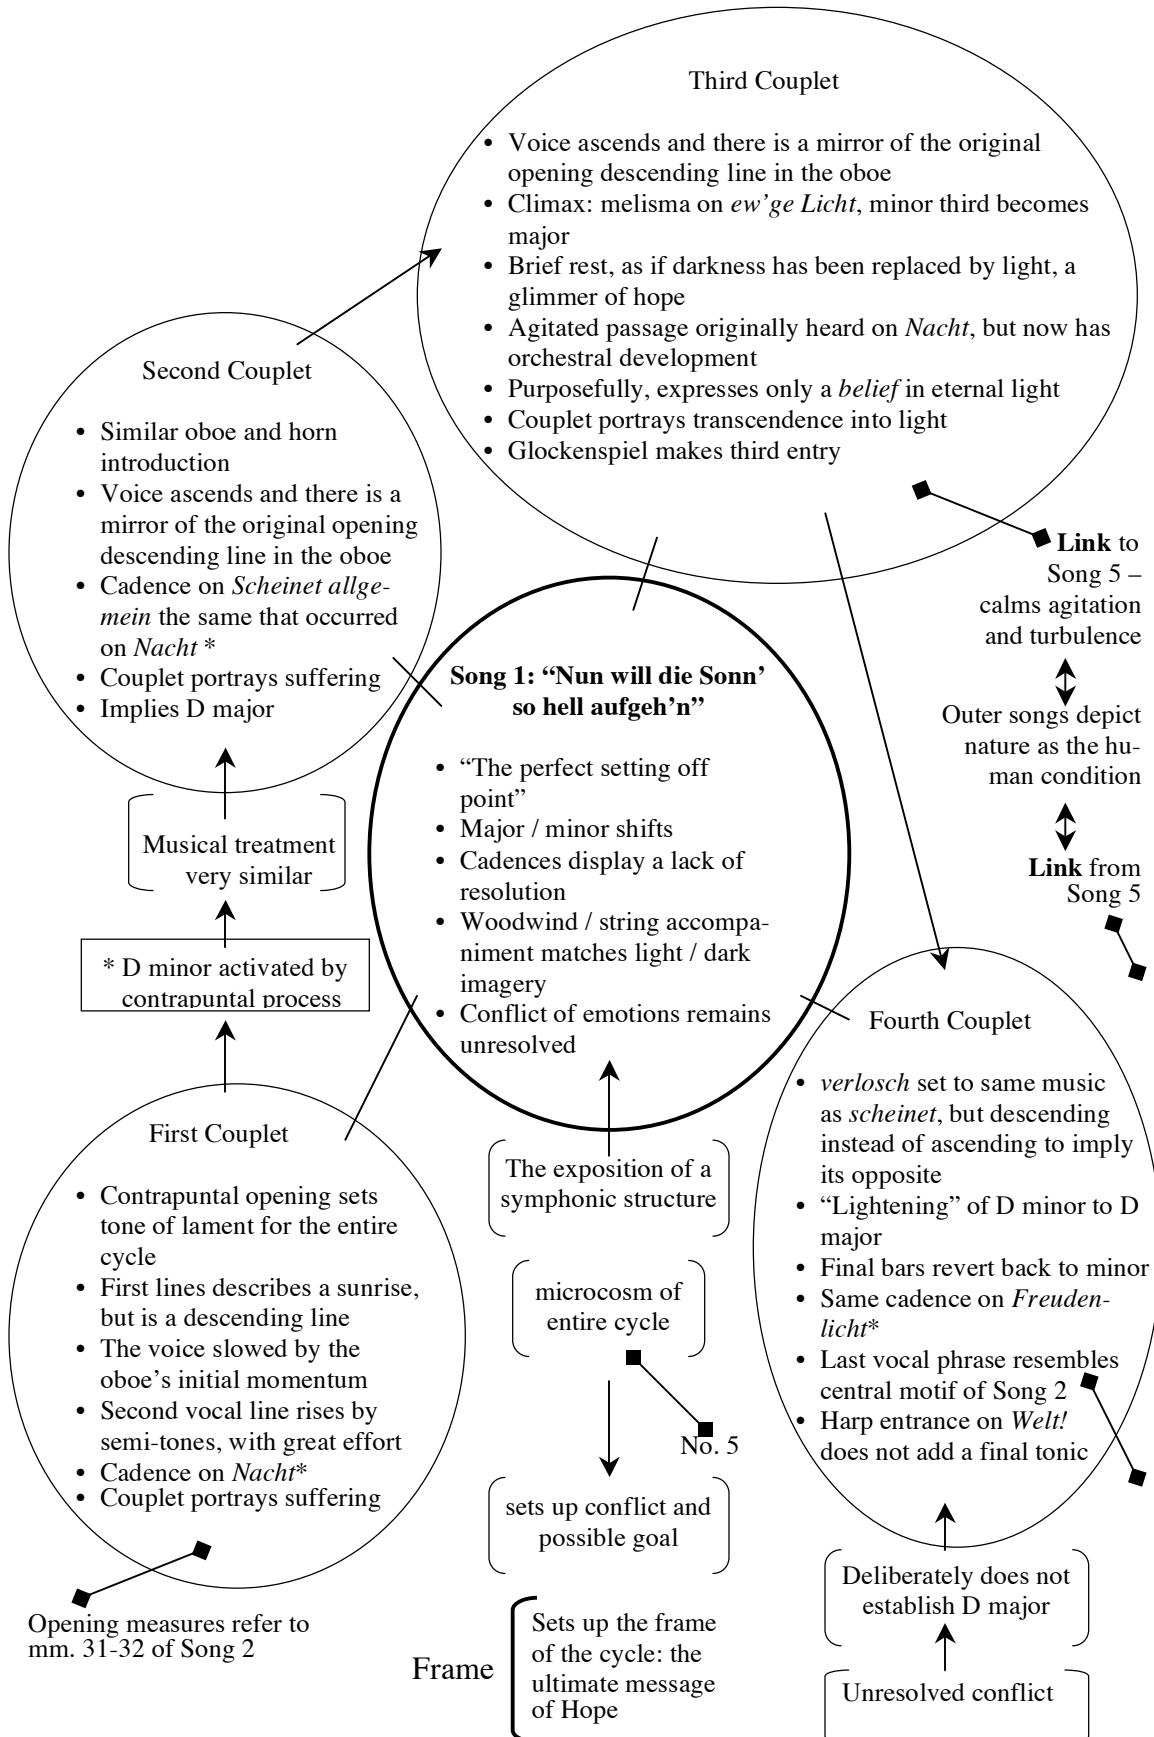 Third Couplet
• Voice ascends and there is a mirror of the original
opening descending line in the oboe
• Climax: melisma on ew’ge Licht, minor third becomes
major
• Brief rest, as if darkness has been replaced by light, a
glimmer of hope
• Agitated passage originally heard on Nacht, but now has
orchestral development
• Purposefully, expresses only a belief in eternal light
• Couplet portrays transcendence into light
• Glockenspiel makes third entry
Second Couplet
• Similar oboe and horn
introduction
• Voice ascends and there is a
mirror of the original opening
descending line in the oboe
• Cadence on Scheinet allge-
mein the same that occurred
on Nacht *
• Couplet portrays suffering
• Implies D major
Link to
Song 5 –
calms agitation
and turbulence
Outer songs depict
nature as the hu-
man condition
Link from
Song 5
Song 1: “Nun will die Sonn’
so hell aufgeh’n”
• “The perfect setting off
point”
• Major / minor shifts
• Cadences display a lack of
resolution
• Woodwind / string accompa-
niment matches light / dark
imagery
• Conflict of emotions remains
unresolved
Musical treatment
very similar
* D minor activated by
contrapuntal process
First Couplet
• Contrapuntal opening sets
tone of lament for the entire
cycle
• First lines describes a sunrise,
but is a descending line
• The voice slowed by the
oboe’s initial momentum
• Second vocal line rises by
semi-tones, with great effort
• Cadence on Nacht*
• Couplet portrays suffering
Opening measures refer to
mm. 31-32 of Song 2
The exposition of a
symphonic structure
microcosm of
entire cycle
No. 5
sets up conflict and
possible goal
Frame
Sets up the frame
of the cycle: the
ultimate message
of Hope
Fourth Couplet
• verlosch set to same music
as scheinet, but descending
instead of ascending to imply
its opposite
• “Lightening” of D minor to D
major
• Final bars revert back to minor
• Same cadence on Freuden-
licht*
• Last vocal phrase resembles
central motif of Song 2
• Harp entrance on Welt!
does not add a final tonic
Deliberately does not
establish D major
Unresolved conflict